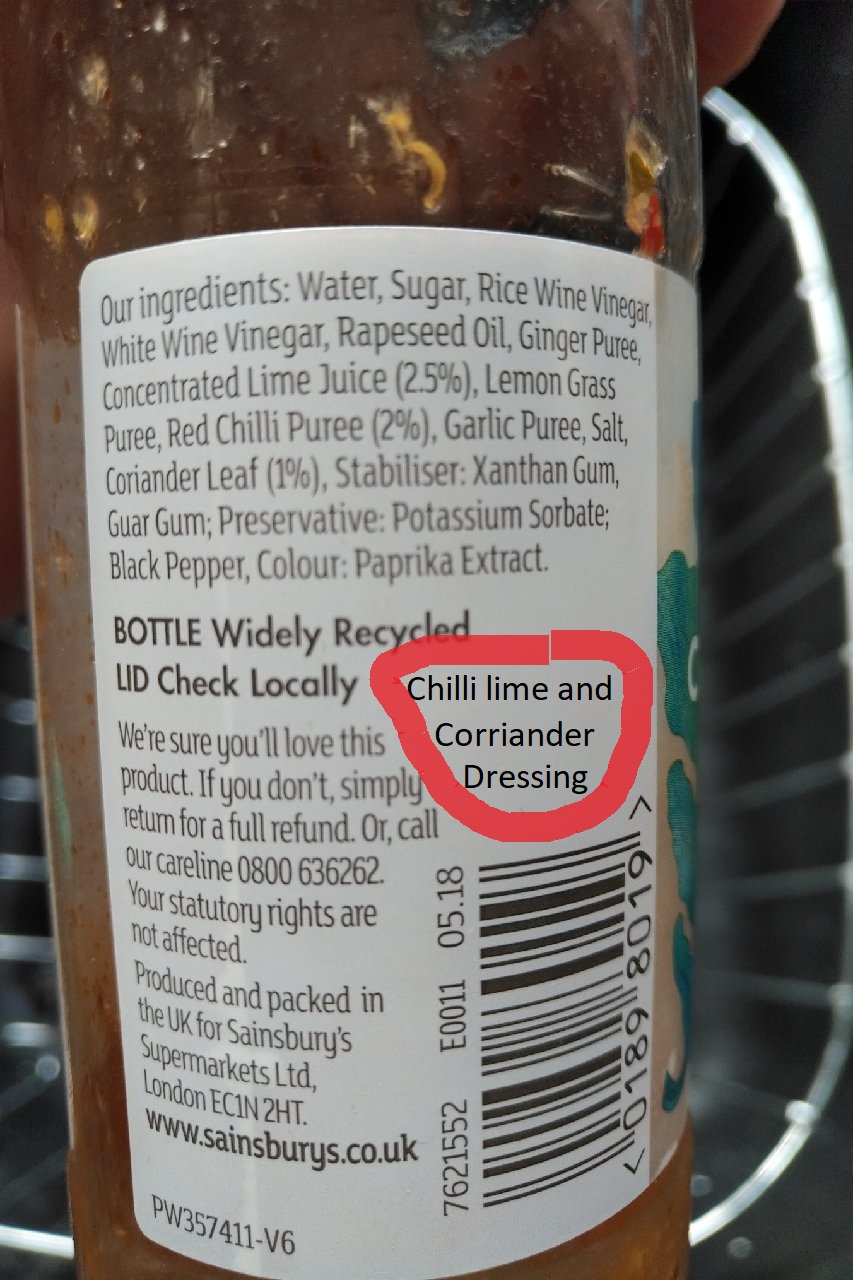 Our ingredients: Water, Sugar, Rice Wine Vinegar,
White Wine Vinegar, Rapeseed Oil, Ginger Puree,
Concentrated Lime Juice (2.5%), Lemon Grass
Puree, Red Chilli Puree (2%), Garlic Puree, Salt,
Coriander Leaf (1%), Stabiliser: Xanthan Gum,
Guar Gum; Preservative: Potassium Sorbate;
Black Pepper, Colour: Paprika Extract.
BOTTLE Widely Recycled
LID Check Locally
Chilli lime and
Corriander
Dressing
We're sure you'll love this
product. If you don't, simply
return for a full refund. Or, call
our careline 0800 636262.
Your statutory rights are
not affected.
Produced and packed in
the UK for Sainsbury's
Supermarkets Ltd,
London EC1N 2HT.
www.sainsburys.co.uk
PW357411-V6
7621552 E0011 05.18
<0189 8019>
C